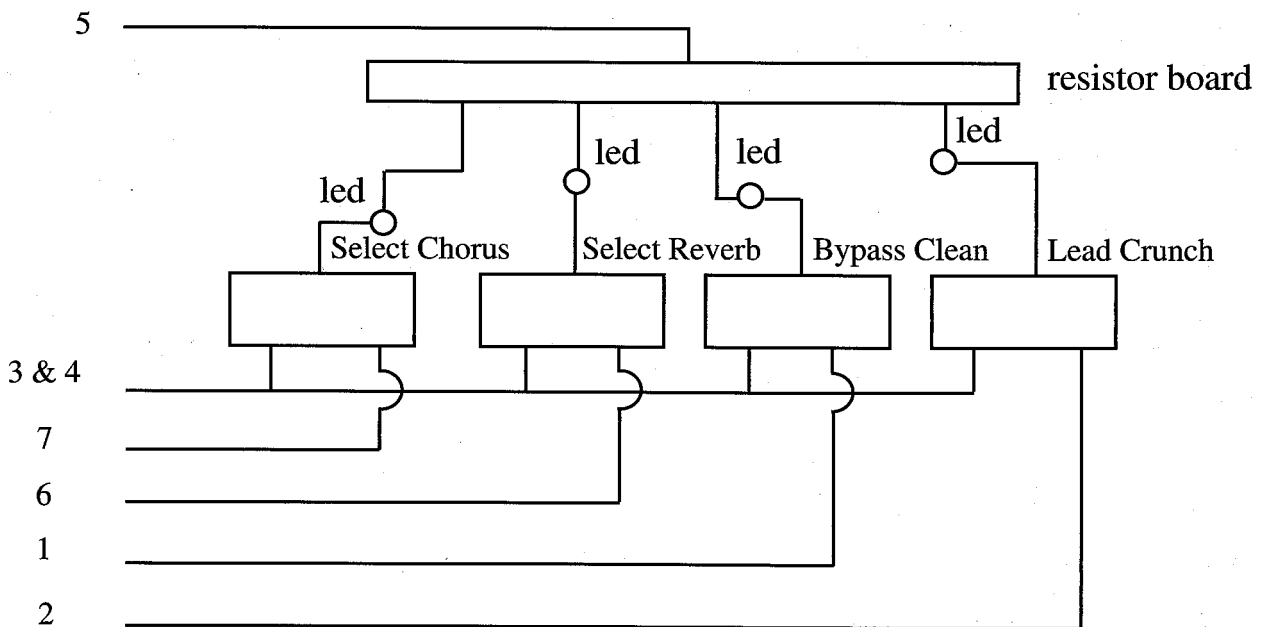 5
resistor board
led
led
led
led
Select Chorus
Select Reverb
Bypass Clean
Lead Crunch
3 & 4
7
6
1
2